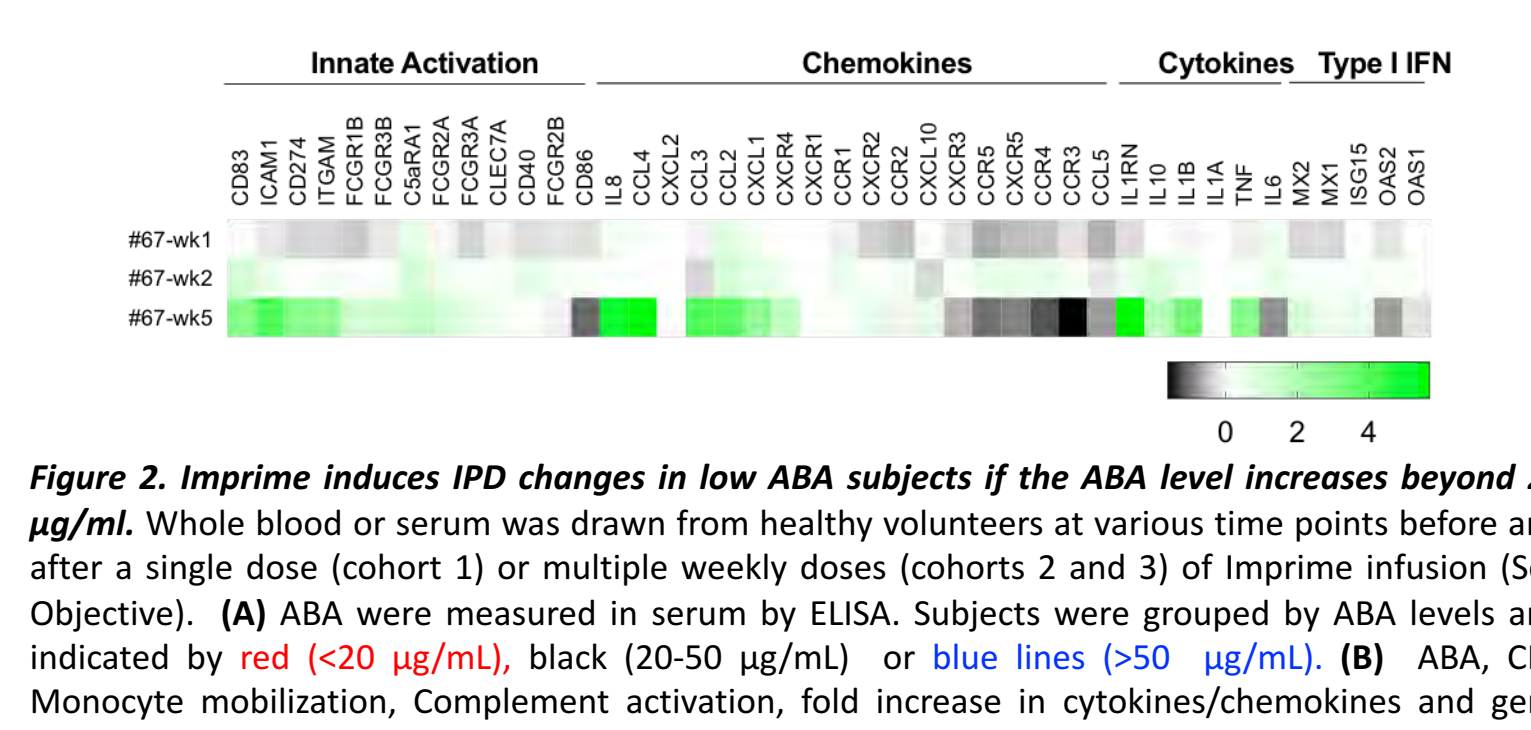 Innate Activation Chemokines Cytokines Type I IFN
CD83 ICAM1 CD274 ITGAM FCGR1B FCGR3B C5aRA1 FCGR2A FCGR3A CLEC7A CD40 FCGR2B CD86 IL8 CCL4 CXCL2 CCL3 CCL2 CXCL1 CXCR4 CXCR1 CCR1 CXCR2 CCR2 CXCL10 CXCR3 CCR5 CXCR5 CCR4 CCR3 CCL5 IL1RN IL10 IL1B IL1A TNF IL6 MX2 MX1 ISG15 OAS2 OAS1
#67-wk1
#67-wk2
#67-wk5
0 2 4
Figure 2. Imprime induces IPD changes in low ABA subjects if the ABA level increases beyond
µg/ml. Whole blood or serum was drawn from healthy volunteers at various time points before
after a single dose (cohort 1) or multiple weekly doses (cohorts 2 and 3) of Imprime infusion
Objective). (A) ABA were measured in serum by ELISA. Subjects were grouped by ABA levels
indicated by red (<20 µg/mL), black (20-50 µg/mL) or blue lines (>50 µg/mL). (B) ABA,
Monocyte mobilization, Complement activation, fold increase in cytokines/chemokines and